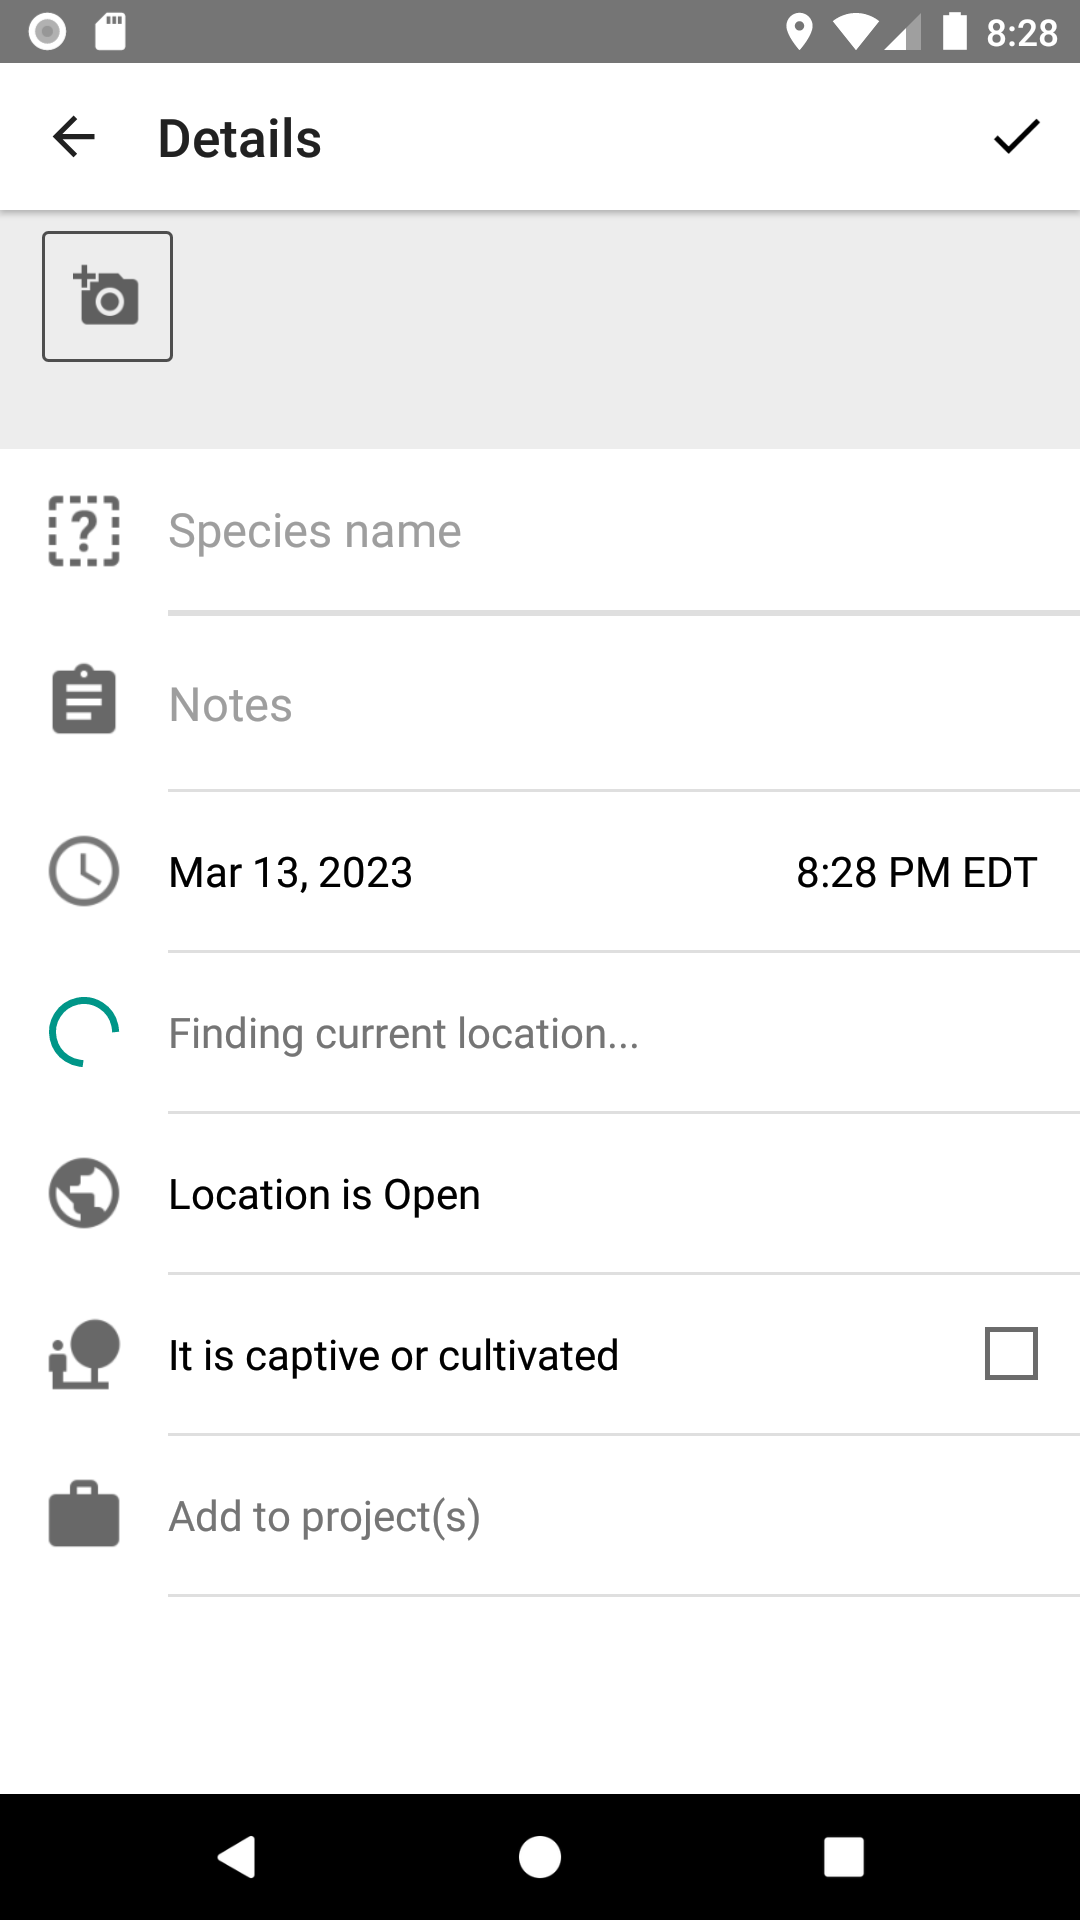 8:28
Details
Species name
Notes
Mar 13, 2023 8:28 PM EDT
Finding current location...
Location is Open
It is captive or cultivated
Add to project(s)